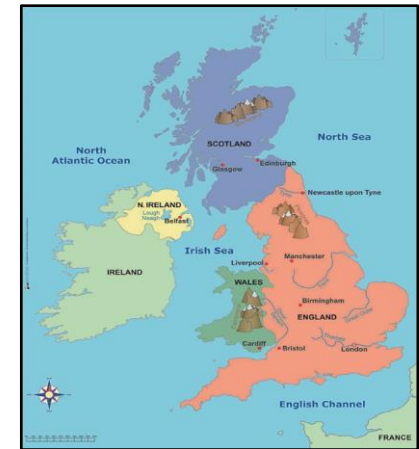 North
Atlantic Ocean
North Sea
SCOTLAND
Glasgow
Edinburgh
Newcastle upon Tyne
N. IRELAND
Lough
Neagh
Belfast
Irish Sea
IRELAND
Liverpool
Manchester
WALES
Birmingham
ENGLAND
Cardiff
Bristol
London
English Channel
FRANCE